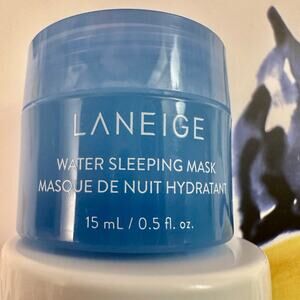 LANEIGE
WATER SLEEPING MASK
MASQUE DE NUIT HYDRATANT
15 mL / 0.5 fl. oz.